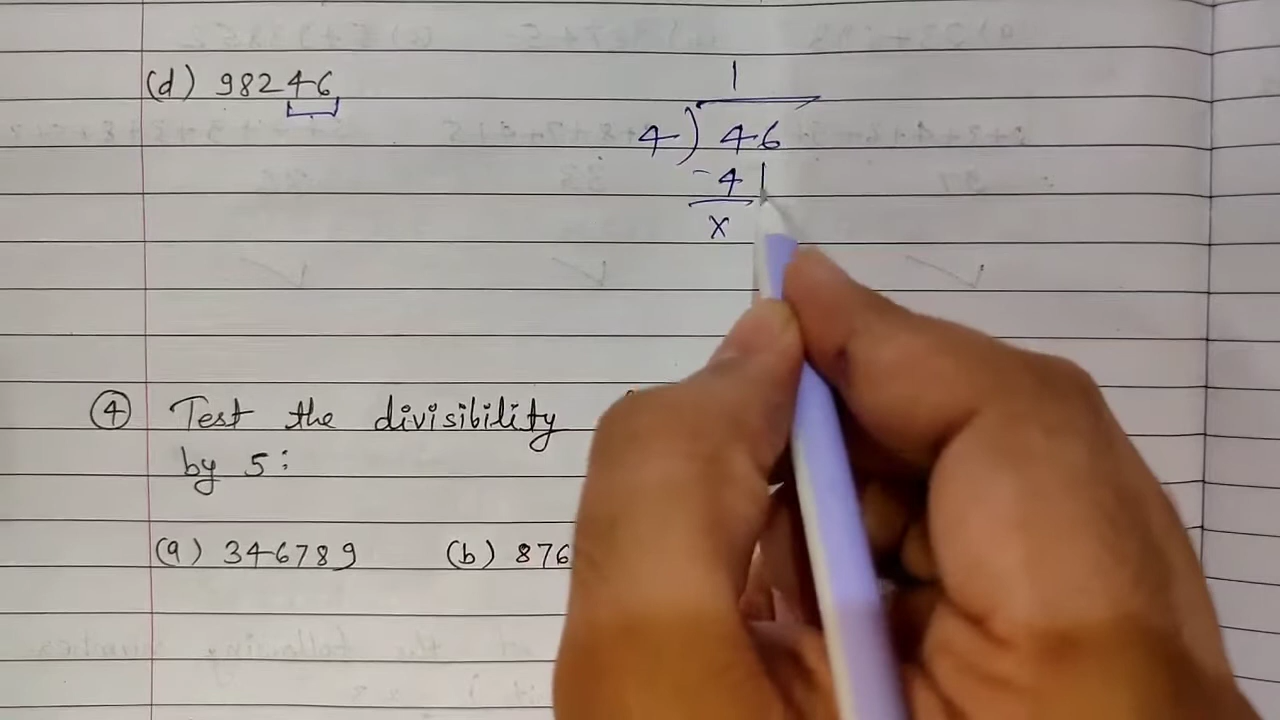 (d) 98246
1
4) 46
-4
x
④ Test the divisibility
by 5:
(a) 346789 (b) 876